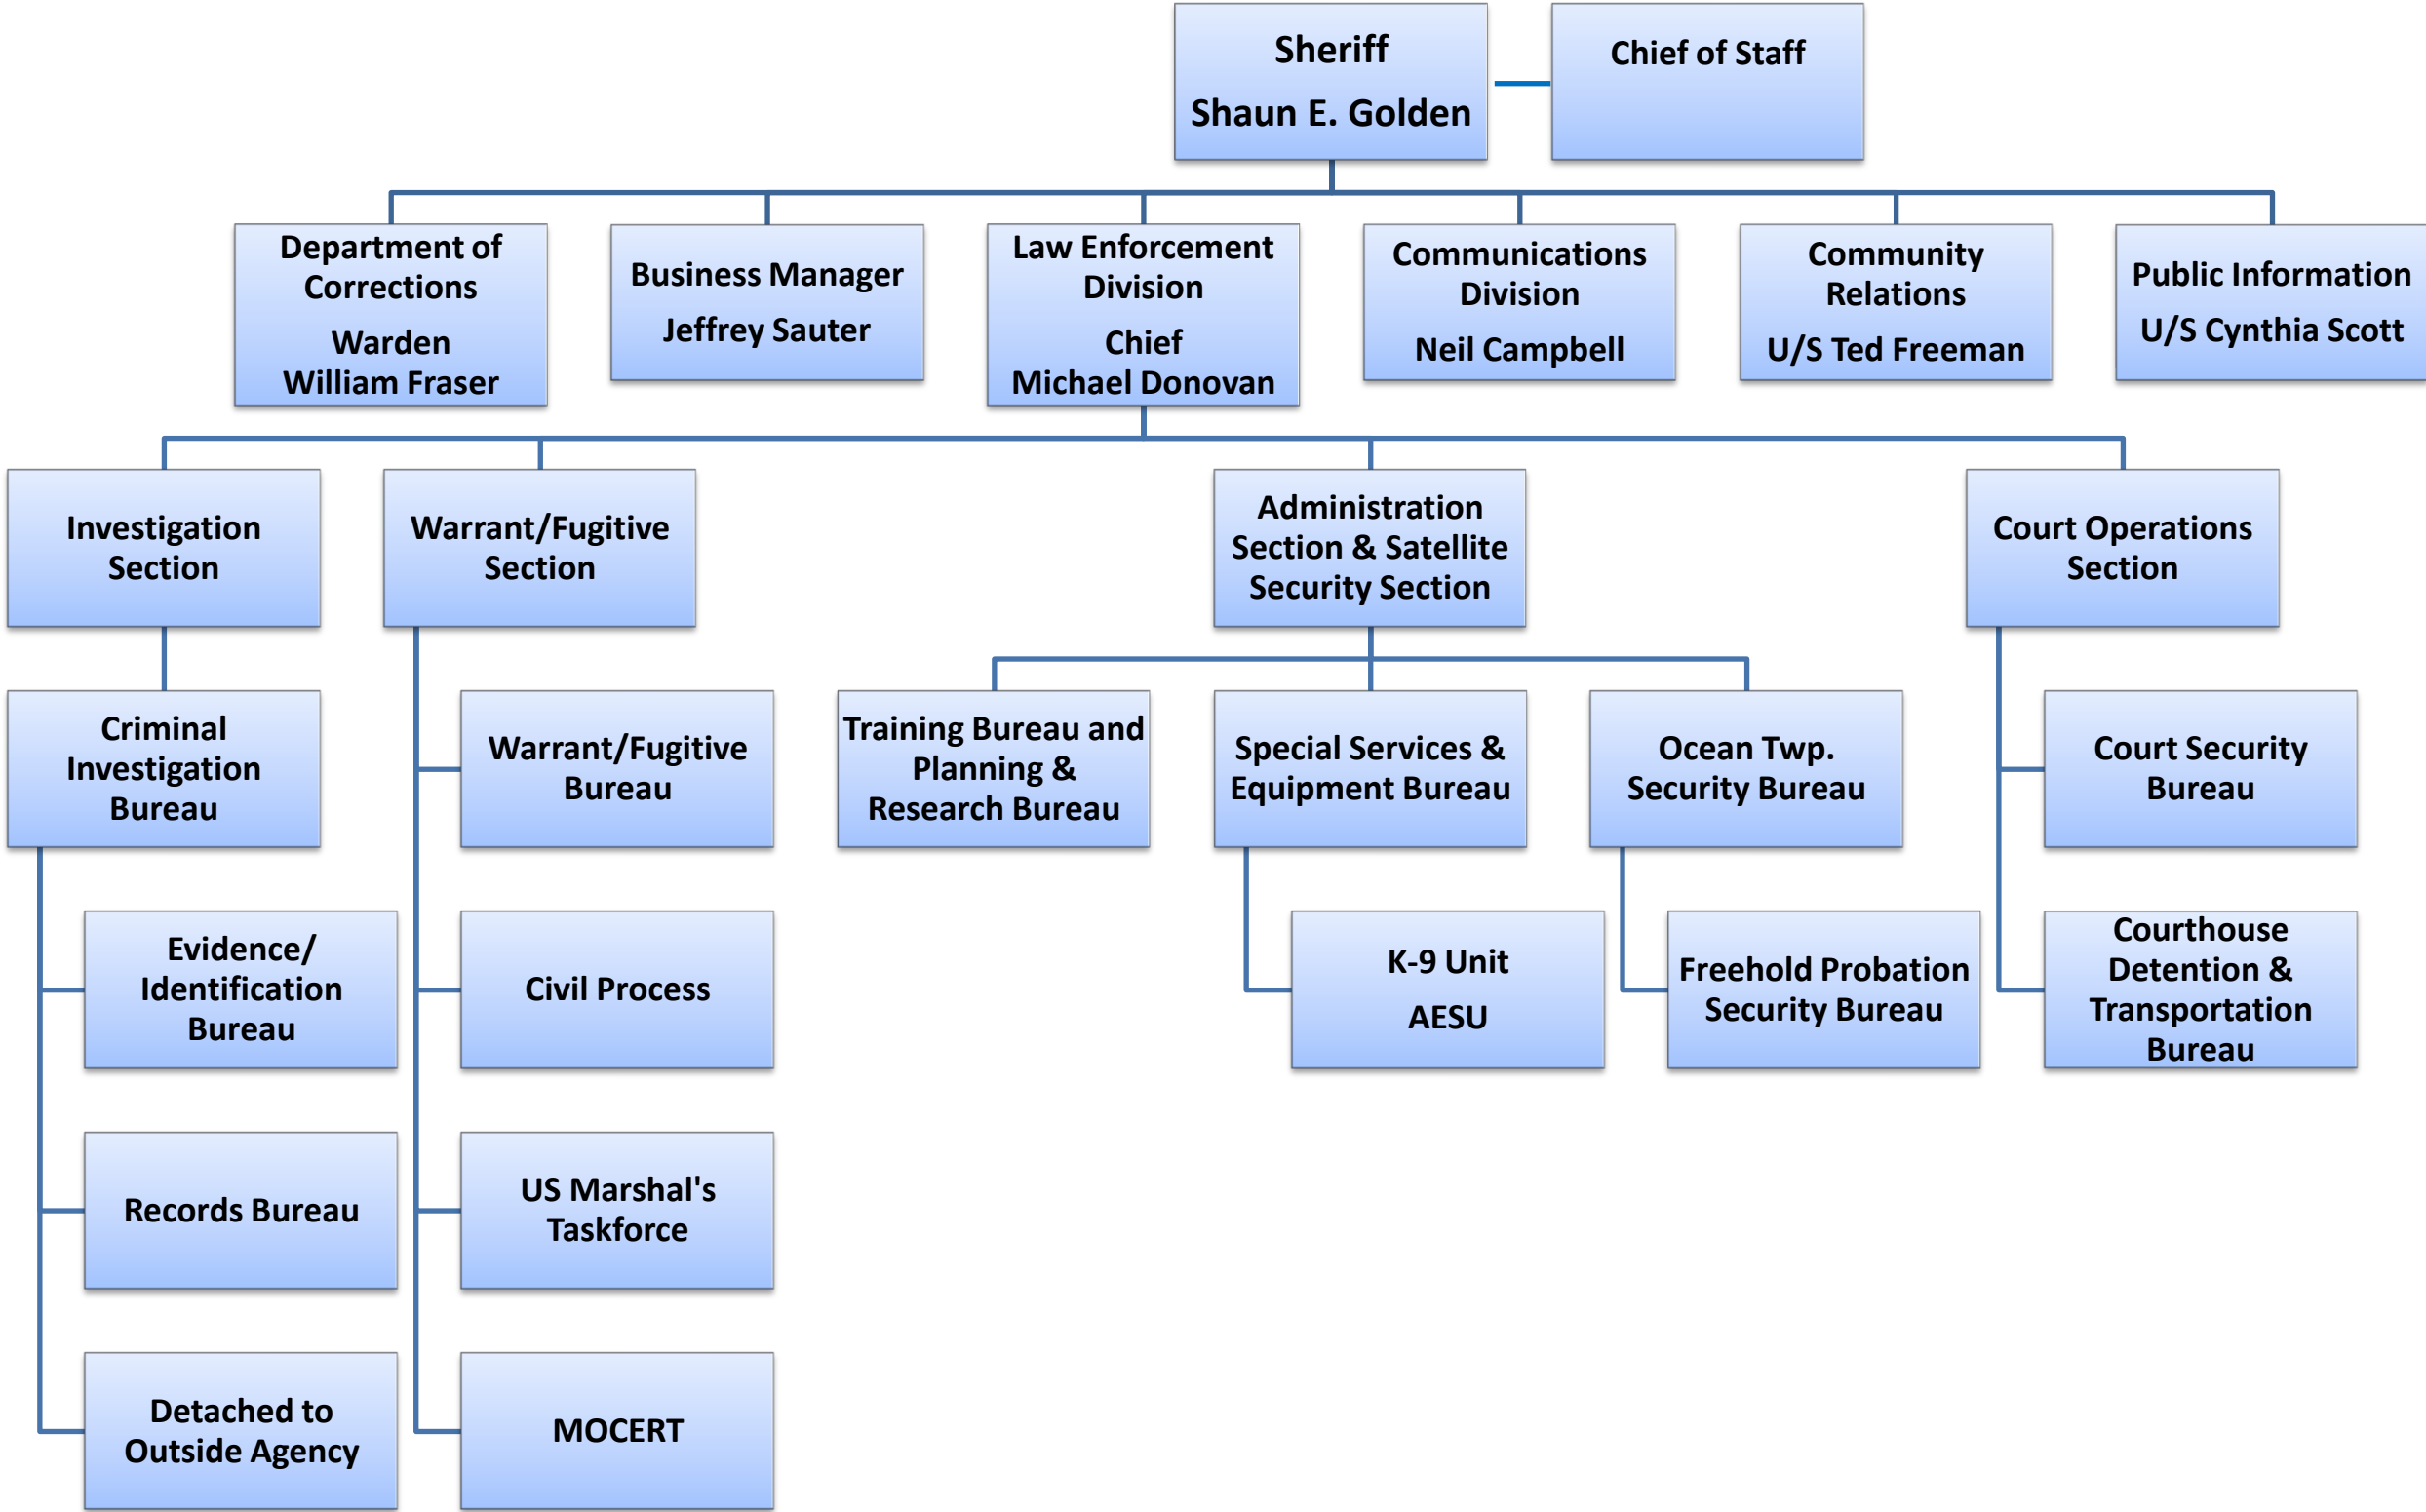 Sheriff
Shaun E. Golden
Chief of Staff
Department of
Corrections
Warden
William Fraser
Business Manager
Jeffrey Sauter
Law Enforcement
Division
Chief
Michael Donovan
Communications
Division
Neil Campbell
Community
Relations
U/S Ted Freeman
Public Information
U/S Cynthia Scott
Investigation
Section
Warrant/Fugitive
Section
Administration
Section & Satellite
Security Section
Court Operations
Section
Criminal
Investigation
Bureau
Warrant/Fugitive
Bureau
Training Bureau and
Planning &
Research Bureau
Special Services &
Equipment Bureau
Ocean Twp.
Security Bureau
Court Security
Bureau
Evidence/
Identification
Bureau
Civil Process
K-9 Unit
AESU
Freehold Probation
Security Bureau
Courthouse
Detention &
Transportation
Bureau
Records Bureau
US Marshal's
Taskforce
Detached to
Outside Agency
MOCERT